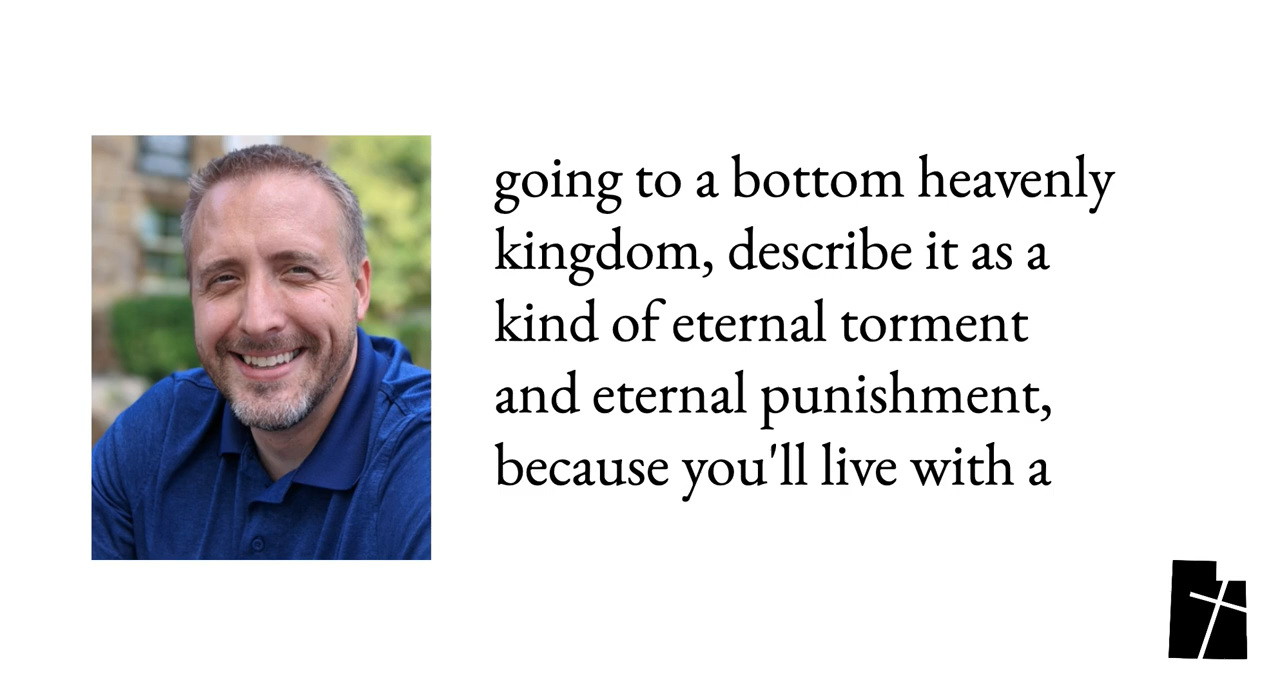 going to a bottom heavenly
kingdom, describe it as a
kind of eternal torment
and eternal punishment,
because you'll live with a